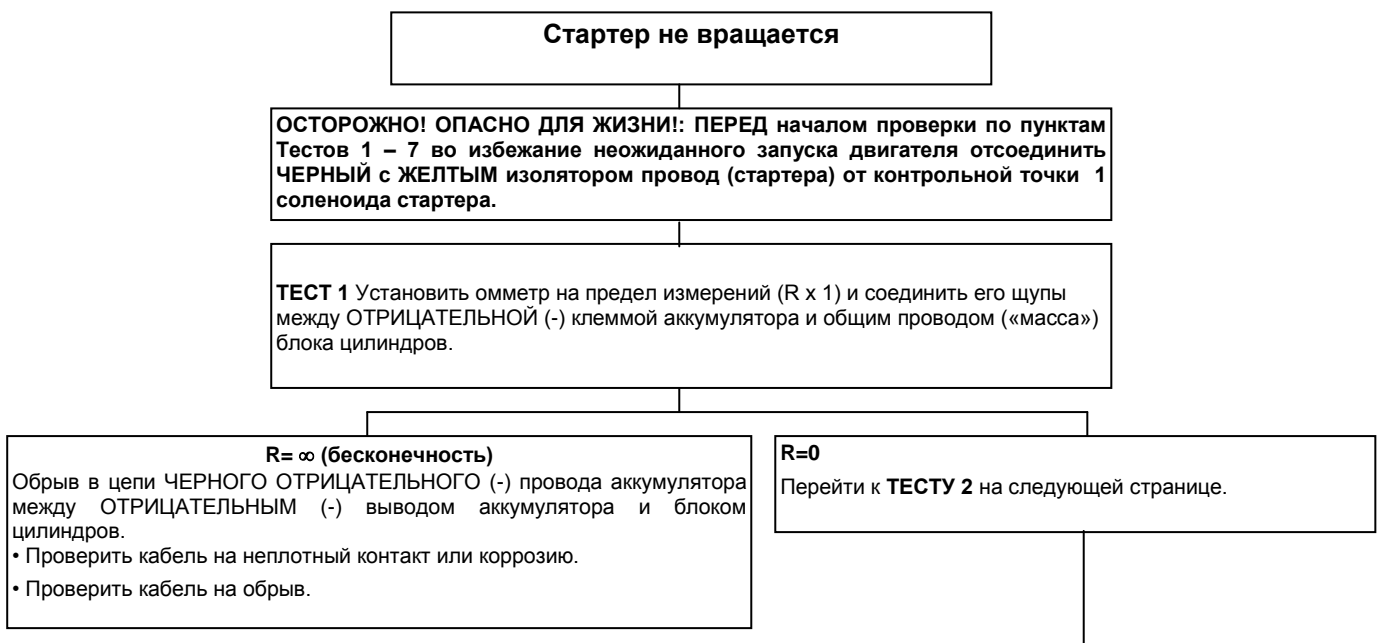 Стартер не вращается
ОСТОРОЖНО! ОПАСНО ДЛЯ ЖИЗНИ!: ПЕРЕД началом проверки по пунктам
Тестов 1 – 7 во избежание неожиданного запуска двигателя отсоединить
ЧЕРНЫЙ с ЖЕЛТЫМ изолятором провод (стартера) от контрольной точки 1
соленоида стартера.
ТЕСТ 1 Установить омметр на предел измерений (R x 1) и соединить его щупы
между ОТРИЦАТЕЛЬНОЙ (-) клеммой аккумулятора и общим проводом («масса»)
блока цилиндров.
R= ∞ (бесконечность)
Обрыв в цепи ЧЕРНОГО ОТРИЦАТЕЛЬНОГО (-) провода аккумулятора
между ОТРИЦАТЕЛЬНЫМ (-) выводом аккумулятора и блоком
цилиндров.
• Проверить кабель на неплотный контакт или коррозию.
• Проверить кабель на обрыв.
R=0
Перейти к ТЕСТУ 2 на следующей странице.